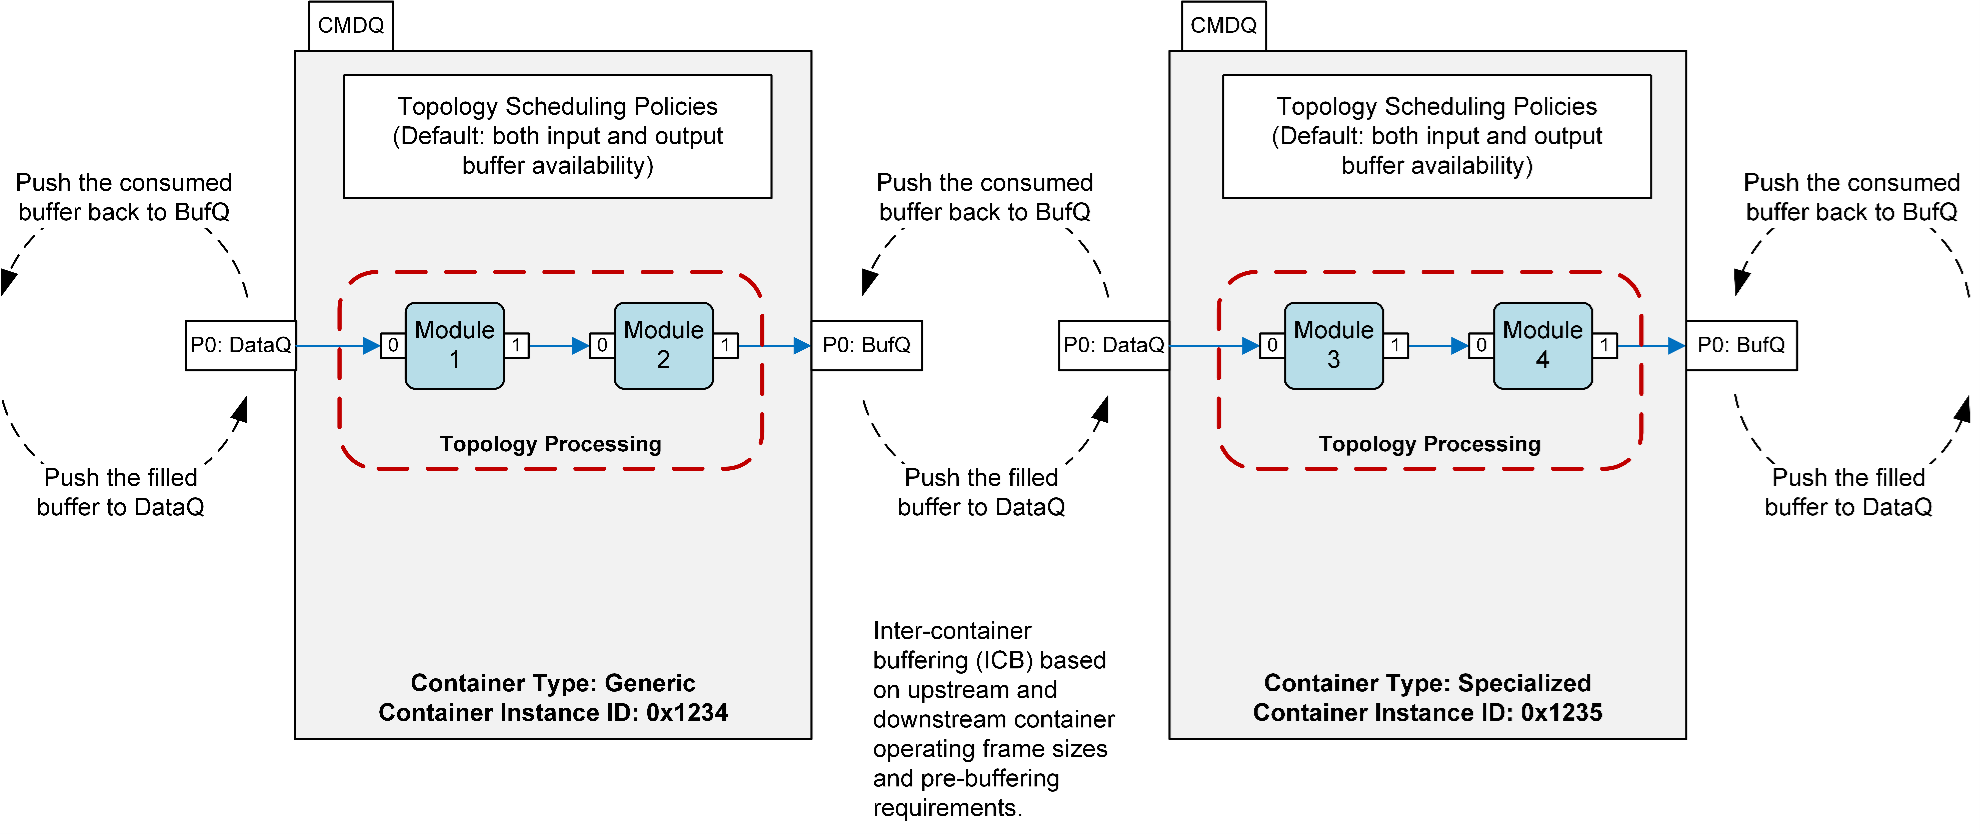 CMDQ
CMDQ
Topology Scheduling Policies
(Default: both input and output
buffer availability)
Topology Scheduling Policies
(Default: both input and output
buffer availability)
Push the consumed
buffer back to BufQ
Push the consumed
buffer back to BufQ
Push the consumed
buffer back to BufQ
P0: DataQ
0
Module
1
1
0
Module
2
1
P0: BufQ
P0: DataQ
0
Module
3
1
0
Module
4
1
P0: BufQ
Topology Processing
Topology Processing
Push the filled
buffer to DataQ
Push the filled
buffer to DataQ
Push the filled
buffer to DataQ
Container Type: Generic
Container Instance ID: 0x1234
Inter-container
buffering (ICB) based
on upstream and
downstream container
operating frame sizes
and pre-buffering
requirements.
Container Type: Specialized
Container Instance ID: 0x1235